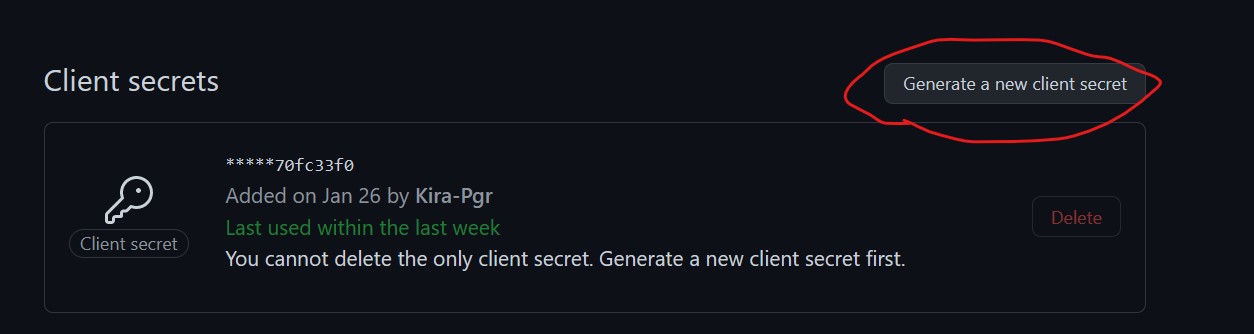 Client secrets
Generate a new client secret
*****70fc33f0
Added on Jan 26 by Kira-Pgr
Last used within the last week
You cannot delete the only client secret. Generate a new client secret first.
Client secret
Delete